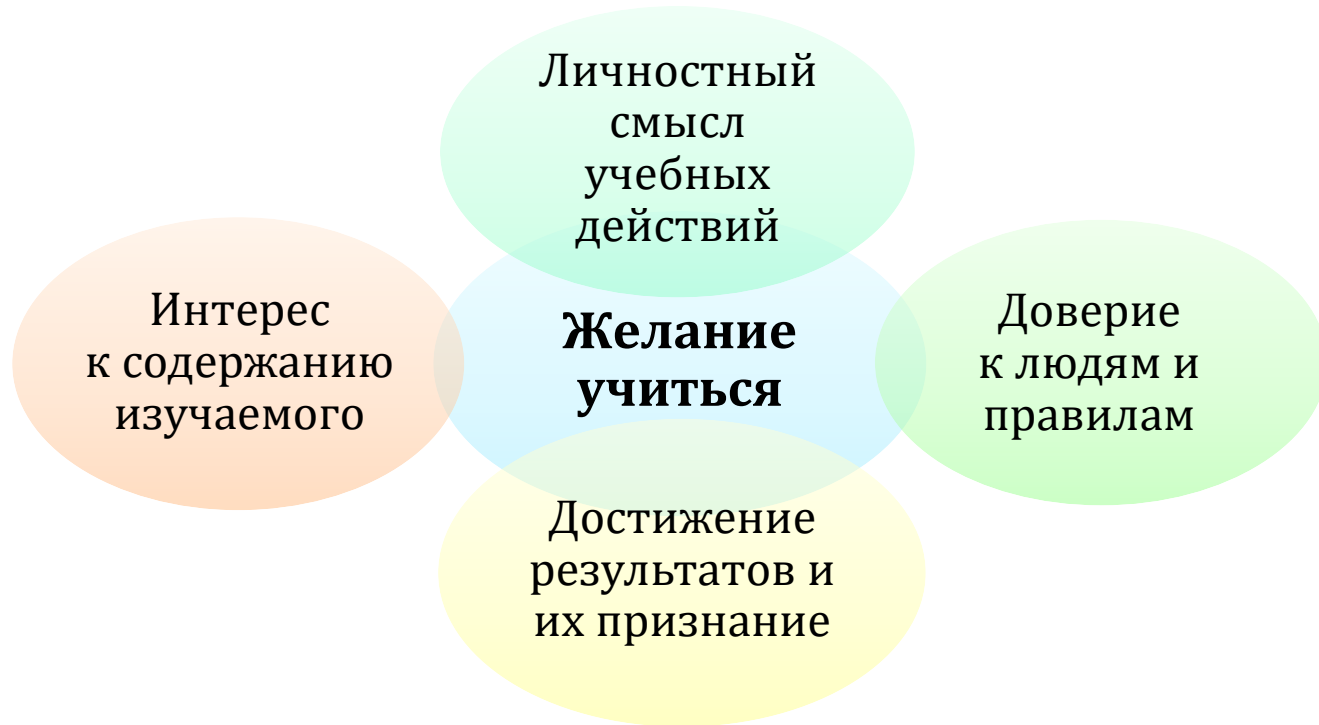 Личностный
смысл
учебных
действий
Интерес
к содержанию
изучаемого
Желание
учиться
Доверие
к людям и
правилам
Достижение
результатов и
их признание